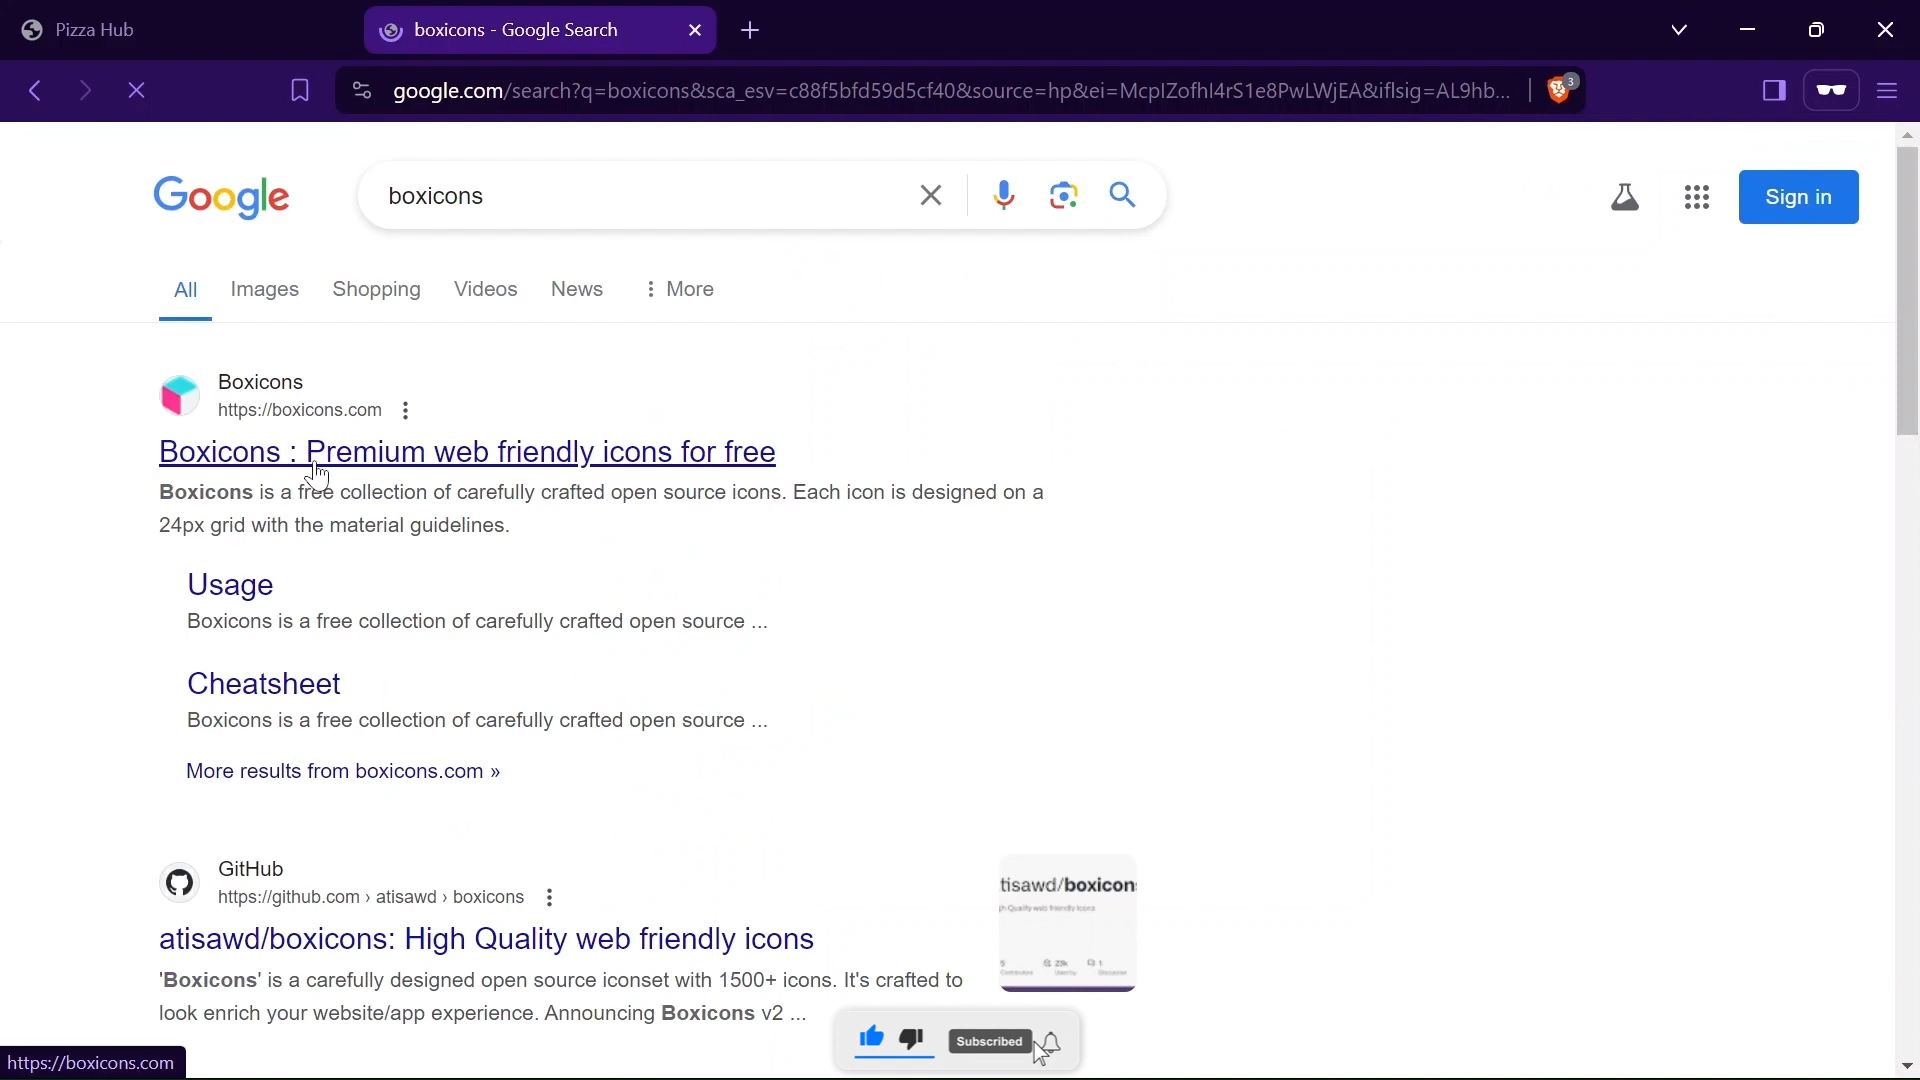 Pizza Hub
boxicons - Google Search
google.com/search?q=boxicons&sca_esv=c88f5bfd59d5cf40&source=hp&ei=McpIZofhI4rS1e8PwLWjEA&iflsig=AL9hb...
3
Google
boxicons
Sign in
All Images Shopping Videos News More
Boxicons
https://boxicons.com
Boxicons : Premium web friendly icons for free
Boxicons is a free collection of carefully crafted open source icons. Each icon is designed on a
24px grid with the material guidelines.
Usage
Boxicons is a free collection of carefully crafted open source ...
Cheatsheet
Boxicons is a free collection of carefully crafted open source ...
More results from boxicons.com »
GitHub
https://github.com › atisawd › boxicons
atisawd/boxicons: High Quality web friendly icons
'Boxicons' is a carefully designed open source iconset with 1500+ icons. It's crafted to
look enrich your website/app experience. Announcing Boxicons v2 ...
tisawd/boxicon
Quality web friendly icons
Subscribed
https://boxicons.com